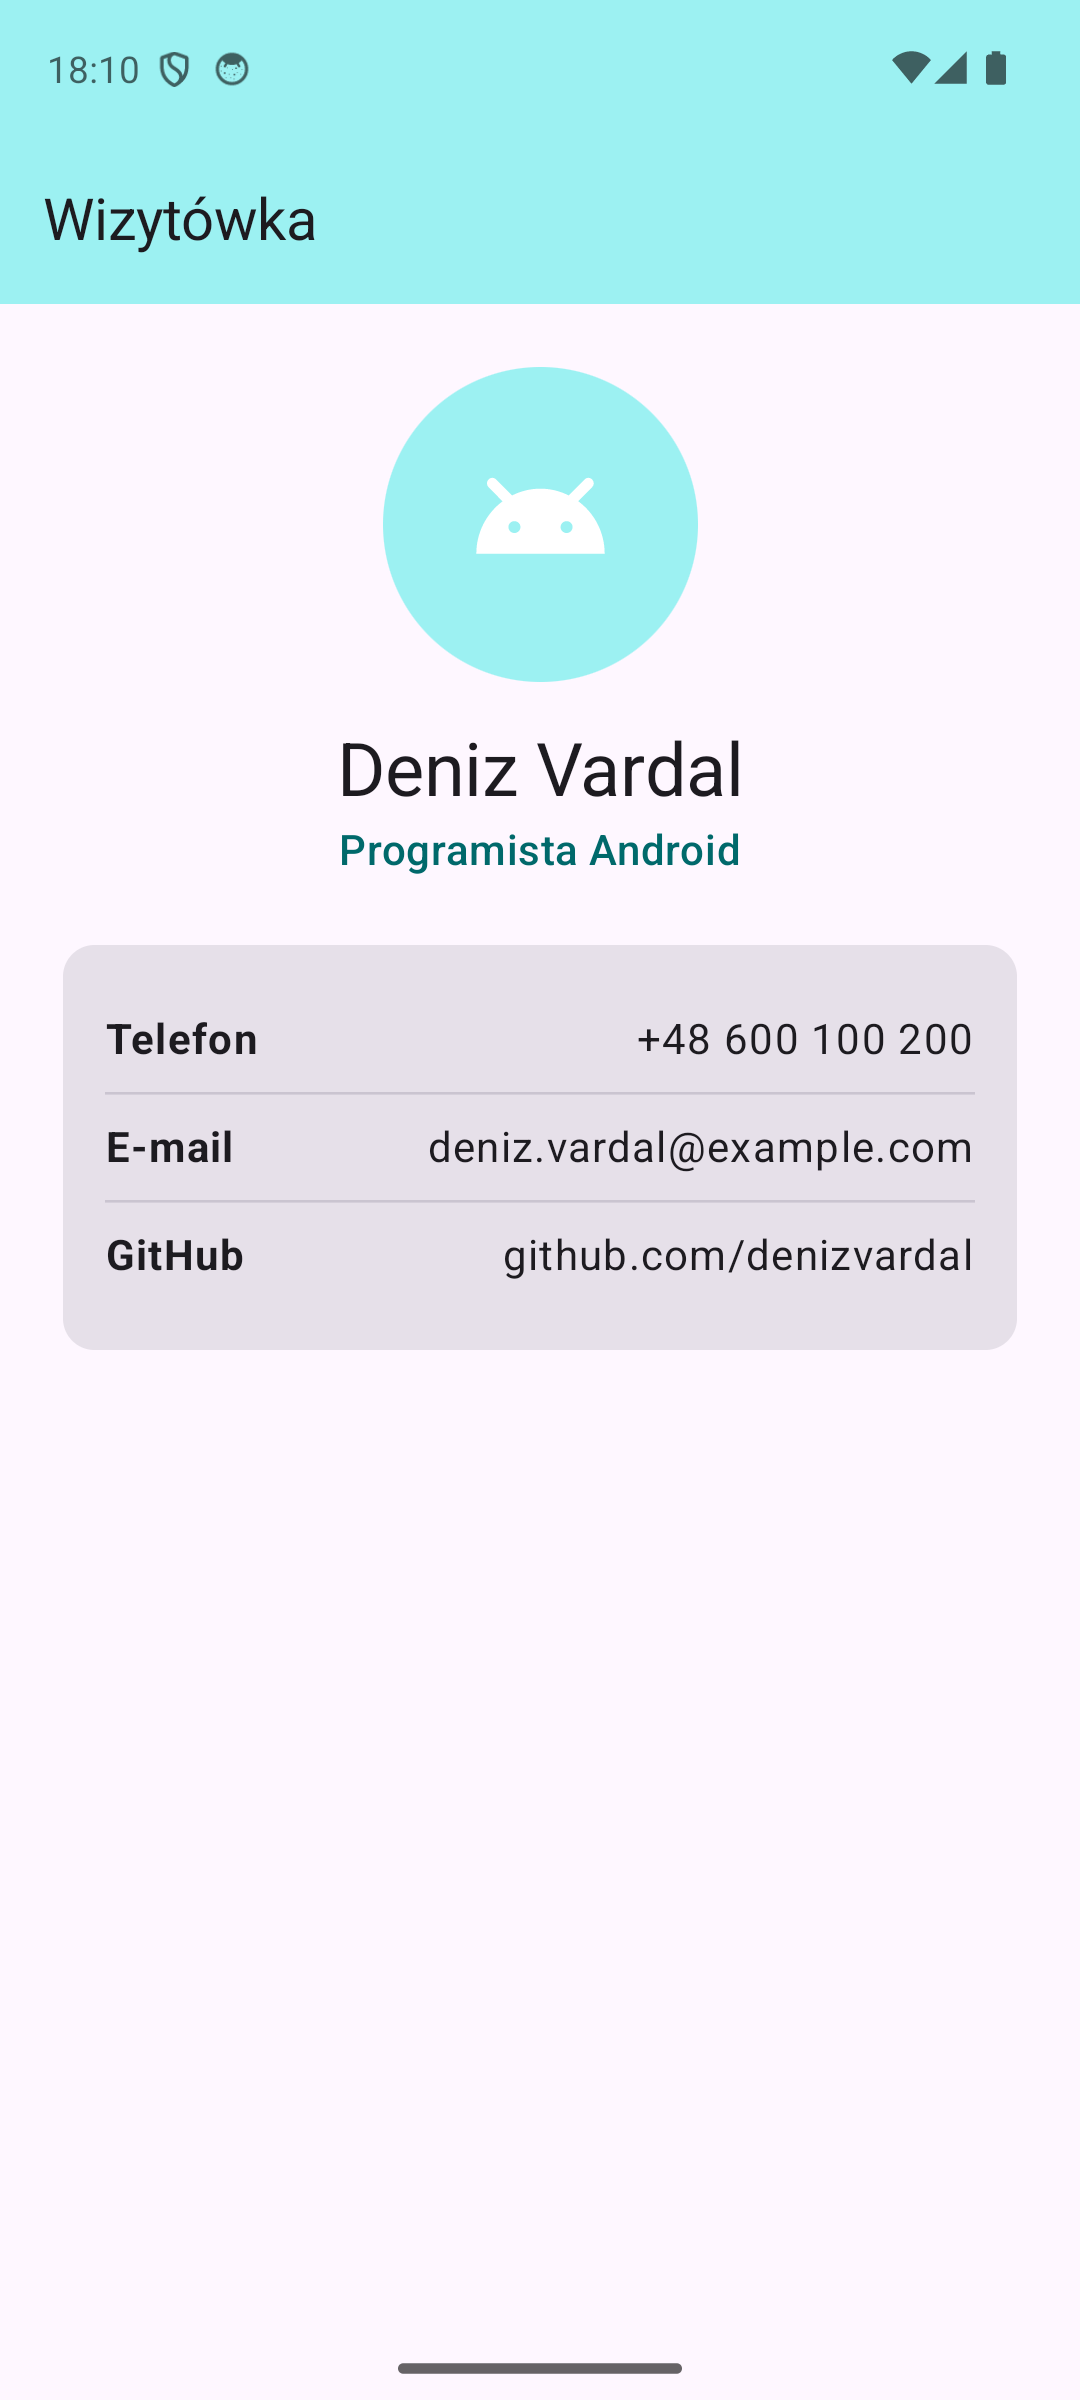 18:10
Wizytówka
Deniz Vardal
Programista Android
Telefon +48 600 100 200
E-mail deniz.vardal@example.com
GitHub github.com/denizvardal